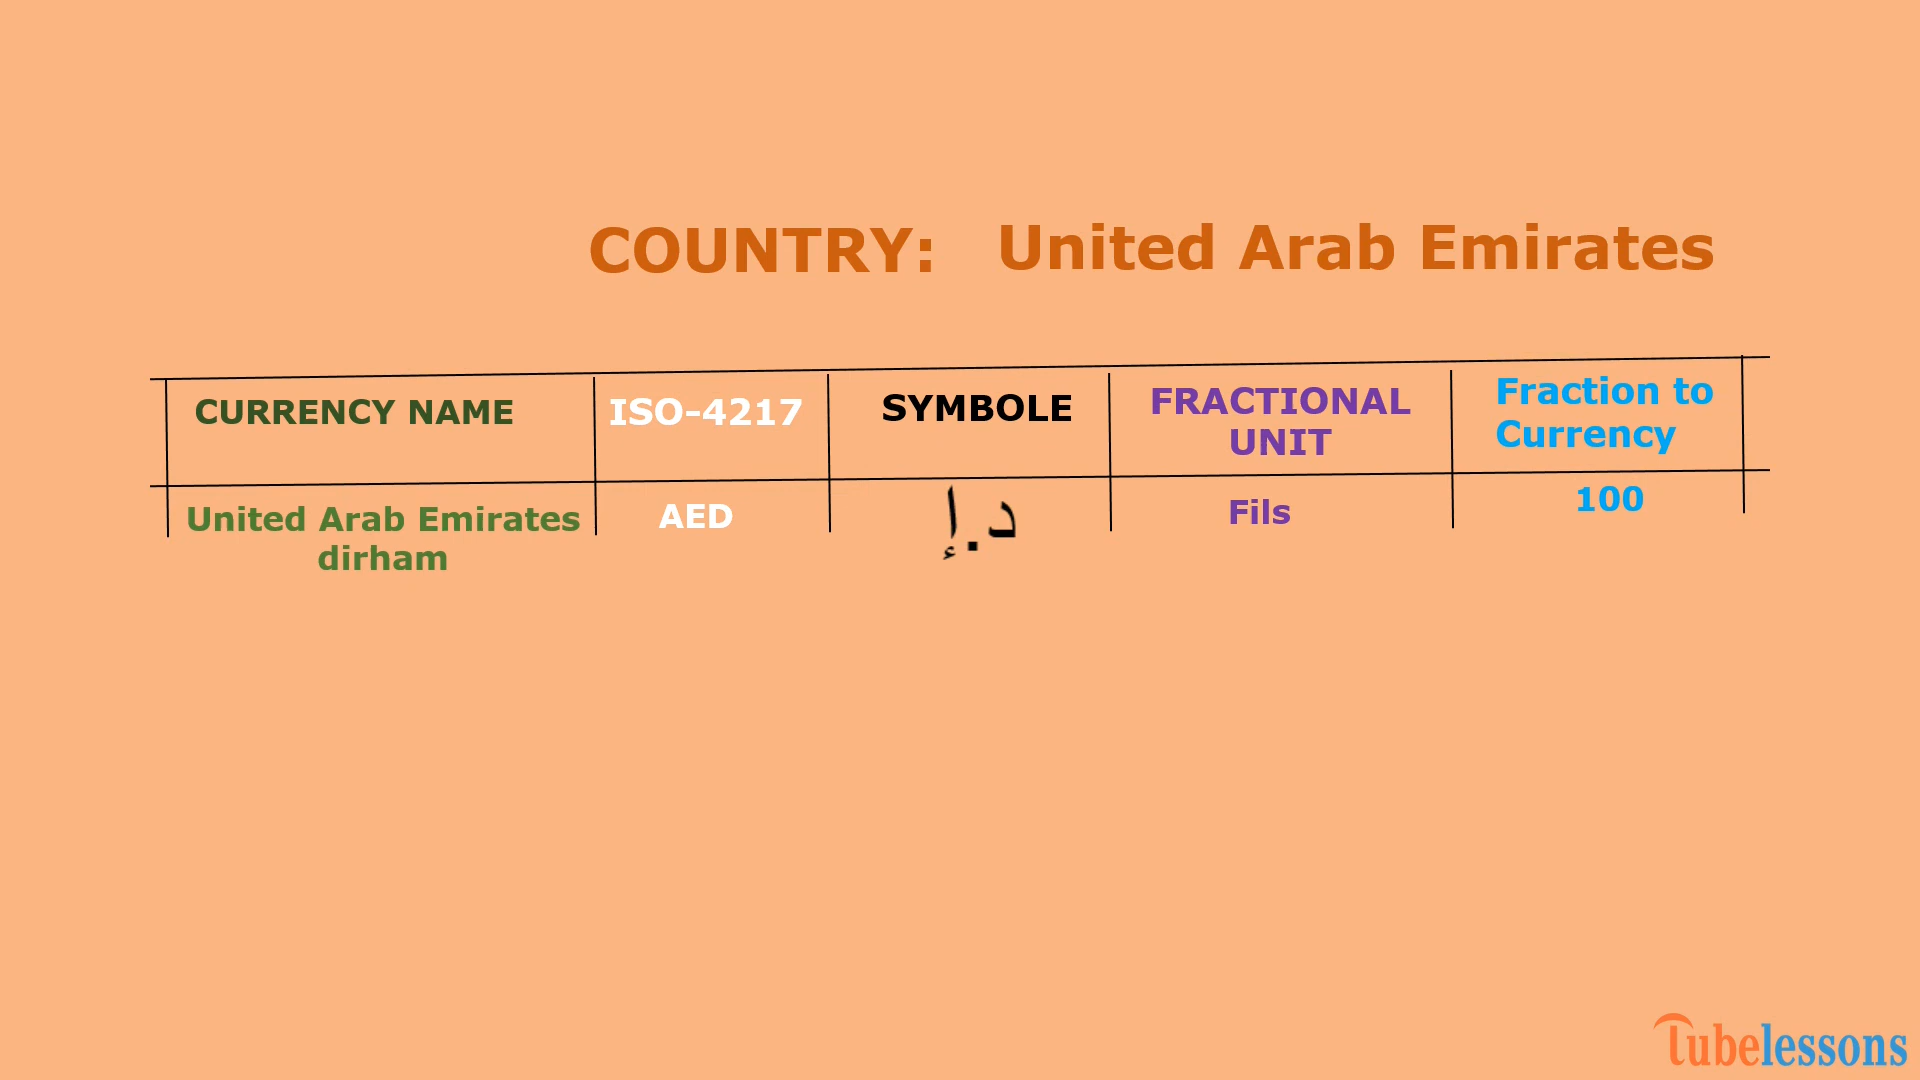 COUNTRY: United Arab Emirates
CURRENCY NAME
ISO-4217
SYMBOLE
FRACTIONAL
UNIT
Fraction to
Currency
United Arab Emirates
dirham
AED
د.إ
Fils
100
Tubelessons